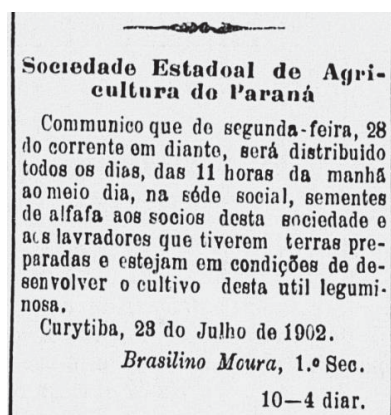 Sociedade Estadoal de Agri-
cultura do Paraná
Communico que de segunda-feira, 28
do corrente em diante, será distribuido
todos os dias, das 11 horas da manhã
ao meio dia, na séde social, sementes
de alfafa aos socios desta sociedade e
aos lavradores que tiverem terras pre-
paradas e estejam em condições de de-
senvolver o cultivo desta util legumi-
nosa.
Curytiba, 23 do Julho de 1902.
Brasilino Moura, 1.º Sec.
10—4 diar.